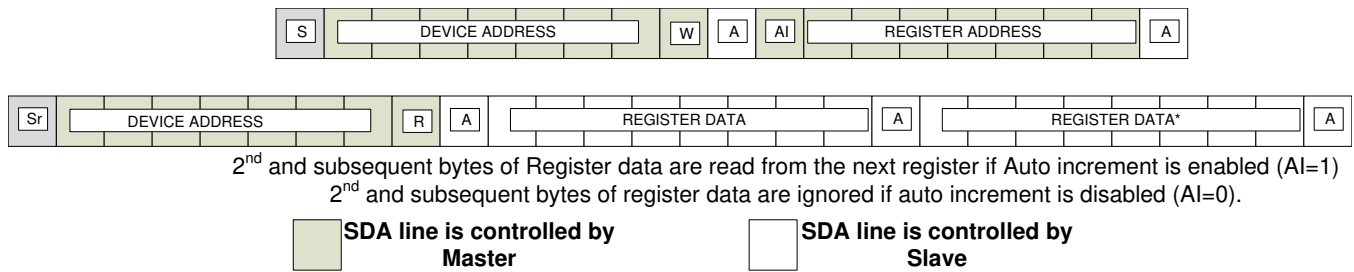 S DEVICE ADDRESS W A AI REGISTER ADDRESS A
Sr DEVICE ADDRESS R A REGISTER DATA A REGISTER DATA* A
2nd and subsequent bytes of Register data are read from the next register if Auto increment is enabled (AI=1)
2nd and subsequent bytes of register data are ignored if auto increment is disabled (AI=0).
SDA line is controlled by Master
SDA line is controlled by Slave